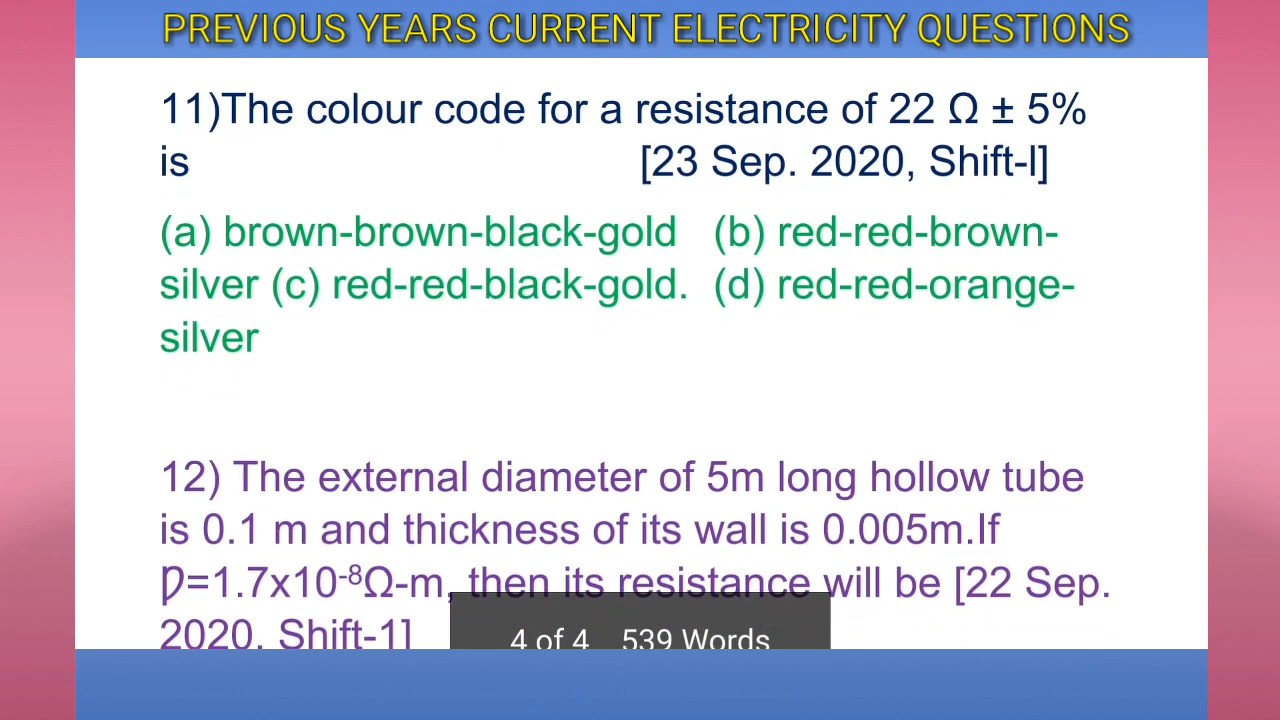 PREVIOUS YEARS CURRENT ELECTRICITY QUESTIONS
11)The colour code for a resistance of 22 Ω ± 5%
is [23 Sep. 2020, Shift-I]
(a) brown-brown-black-gold (b) red-red-brown-
silver (c) red-red-black-gold. (d) red-red-orange-
silver
12) The external diameter of 5m long hollow tube
is 0.1 m and thickness of its wall is 0.005m.If
ƿ=1.7x10⁻⁸Ω-m, then its resistance will be [22 Sep.
2020, Shift-1]
4 of 4 539 Words